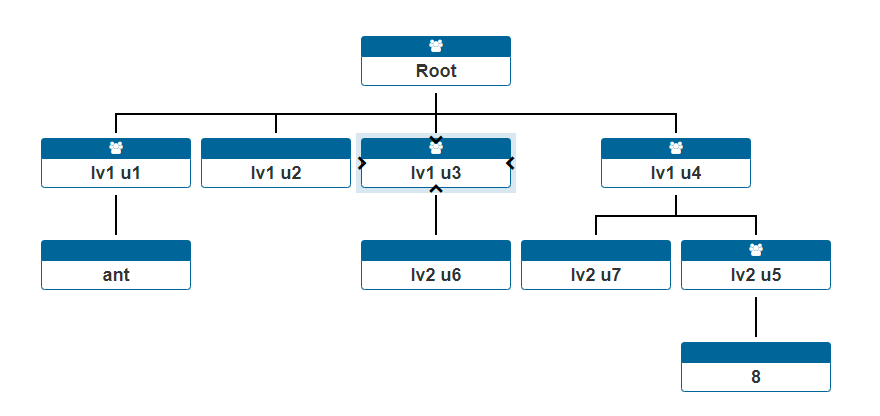 Root
lv1 u1
lv1 u2
lv1 u3
lv1 u4
ant
lv2 u6
lv2 u7
lv2 u5
8